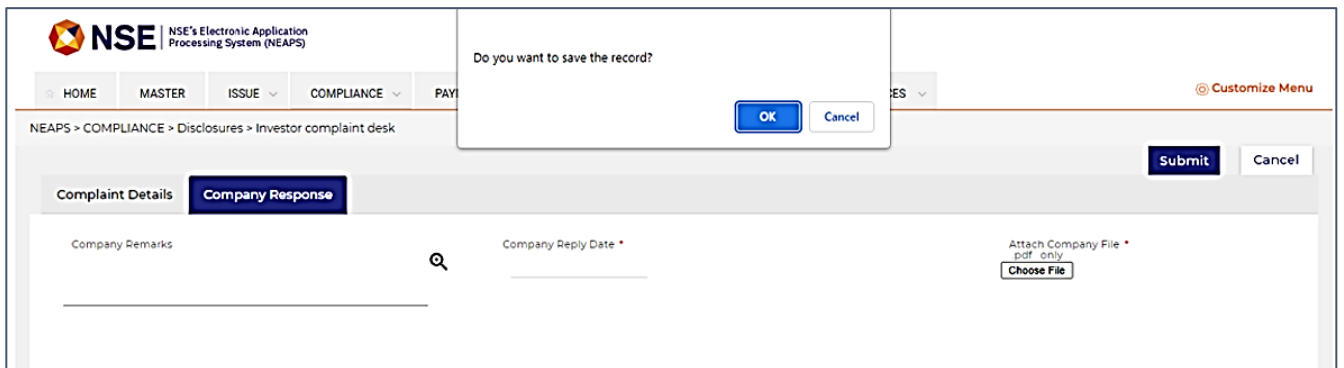 NSE
NSE's Electronic Application
Processing System (NEAPS)
Do you want to save the record?
OK Cancel
HOME MASTER ISSUE COMPLIANCE
Customize Menu
NEAPS > COMPLIANCE > Disclosures > Investor complaint desk
Submit Cancel
Complaint Details Company Response
Company Remarks
Company Reply Date *
Attach Company File *
pdf only
Choose File